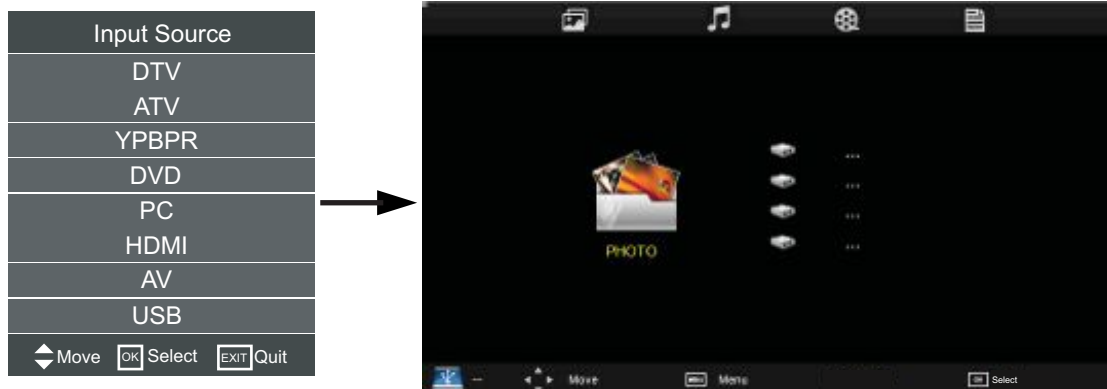 Input Source
DTV
ATV
YPBPR
DVD
PC
HDMI
AV
USB
Move OK Select EXIT Quit
PHOTO
...
...
...
...
-- Move Menu Select